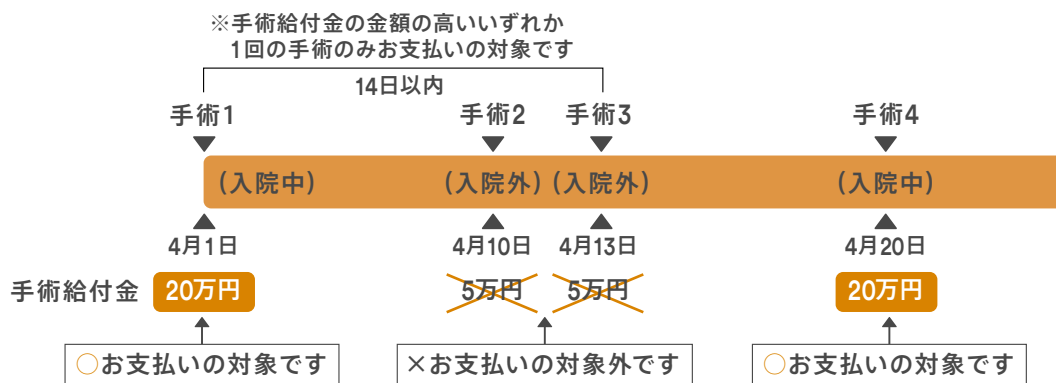 ※手術給付金の金額の高いいずれか
1回の手術のみお支払いの対象です
14日以内
手術1 手術2 手術3 手術4
(入院中) (入院外) (入院外) (入院中)
4月1日 4月10日 4月13日 4月20日
手術給付金 20万円 5万円 5万円 20万円
○お支払いの対象です ×お支払いの対象外です ○お支払いの対象です